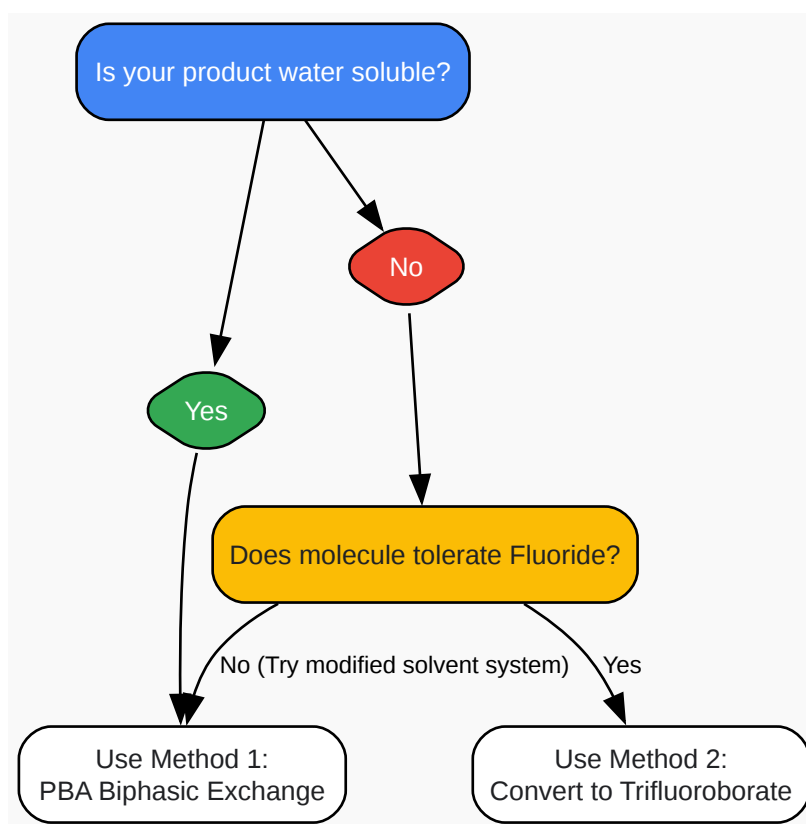 Is your product water soluble?
No
Yes
Does molecule tolerate Fluoride?
No (Try modified solvent system)
Yes
Use Method 1:
PBA Biphasic Exchange
Use Method 2:
Convert to Trifluoroborate